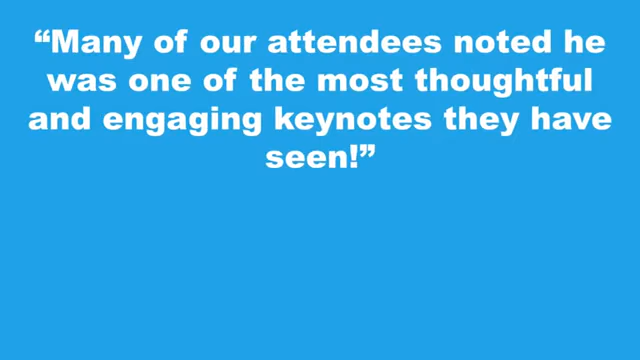 “Many of our attendees noted he
was one of the most thoughtful
and engaging keynotes they have
seen!”